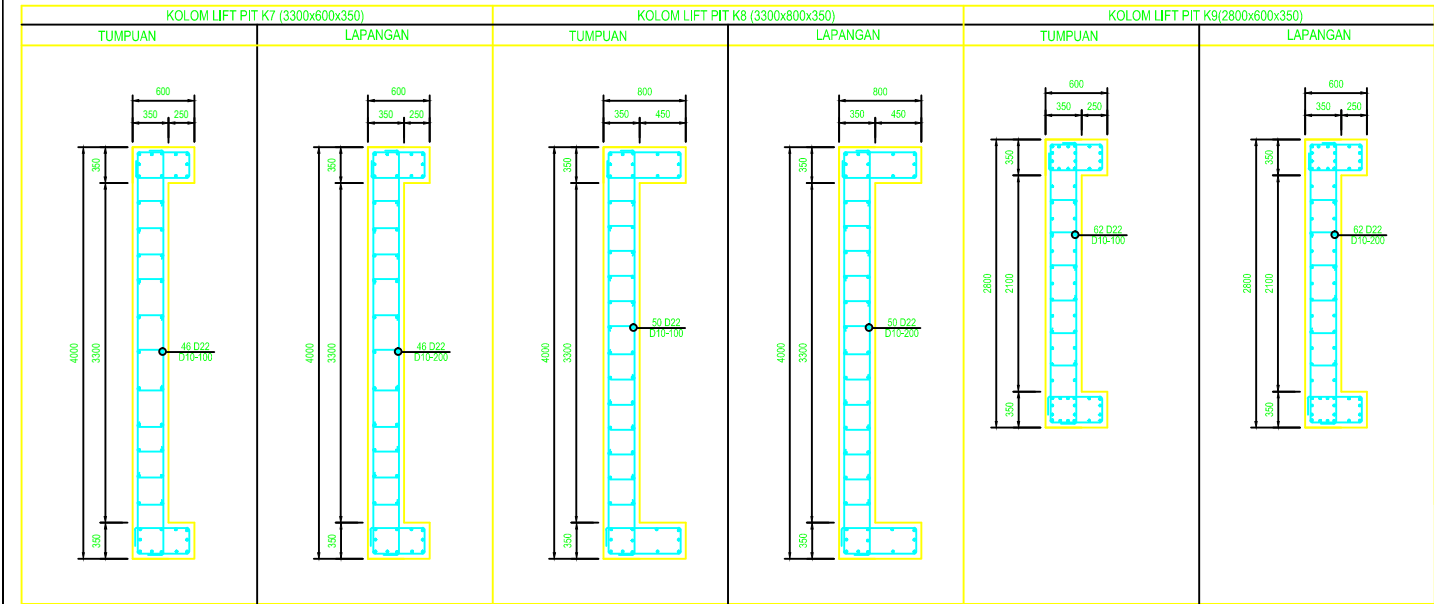 KOLOM LIFT PIT K7 (3300x600x350)
KOLOM LIFT PIT K8 (3300x800x350)
KOLOM LIFT PIT K9(2800x600x350)
TUMPUAN
LAPANGAN
TUMPUAN
LAPANGAN
TUMPUAN
LAPANGAN
600
350 250
350
3300
4000
350
46 D22
D10-100
600
350 250
350
3300
4000
350
46 D22
D10-200
800
350 450
350
3300
4000
350
50 D22
D10-100
800
350 450
350
3300
4000
350
50 D22
D10-200
600
350 250
350
2100
2800
350
62 D22
D10-100
600
350 250
350
2100
2800
350
62 D22
D10-200